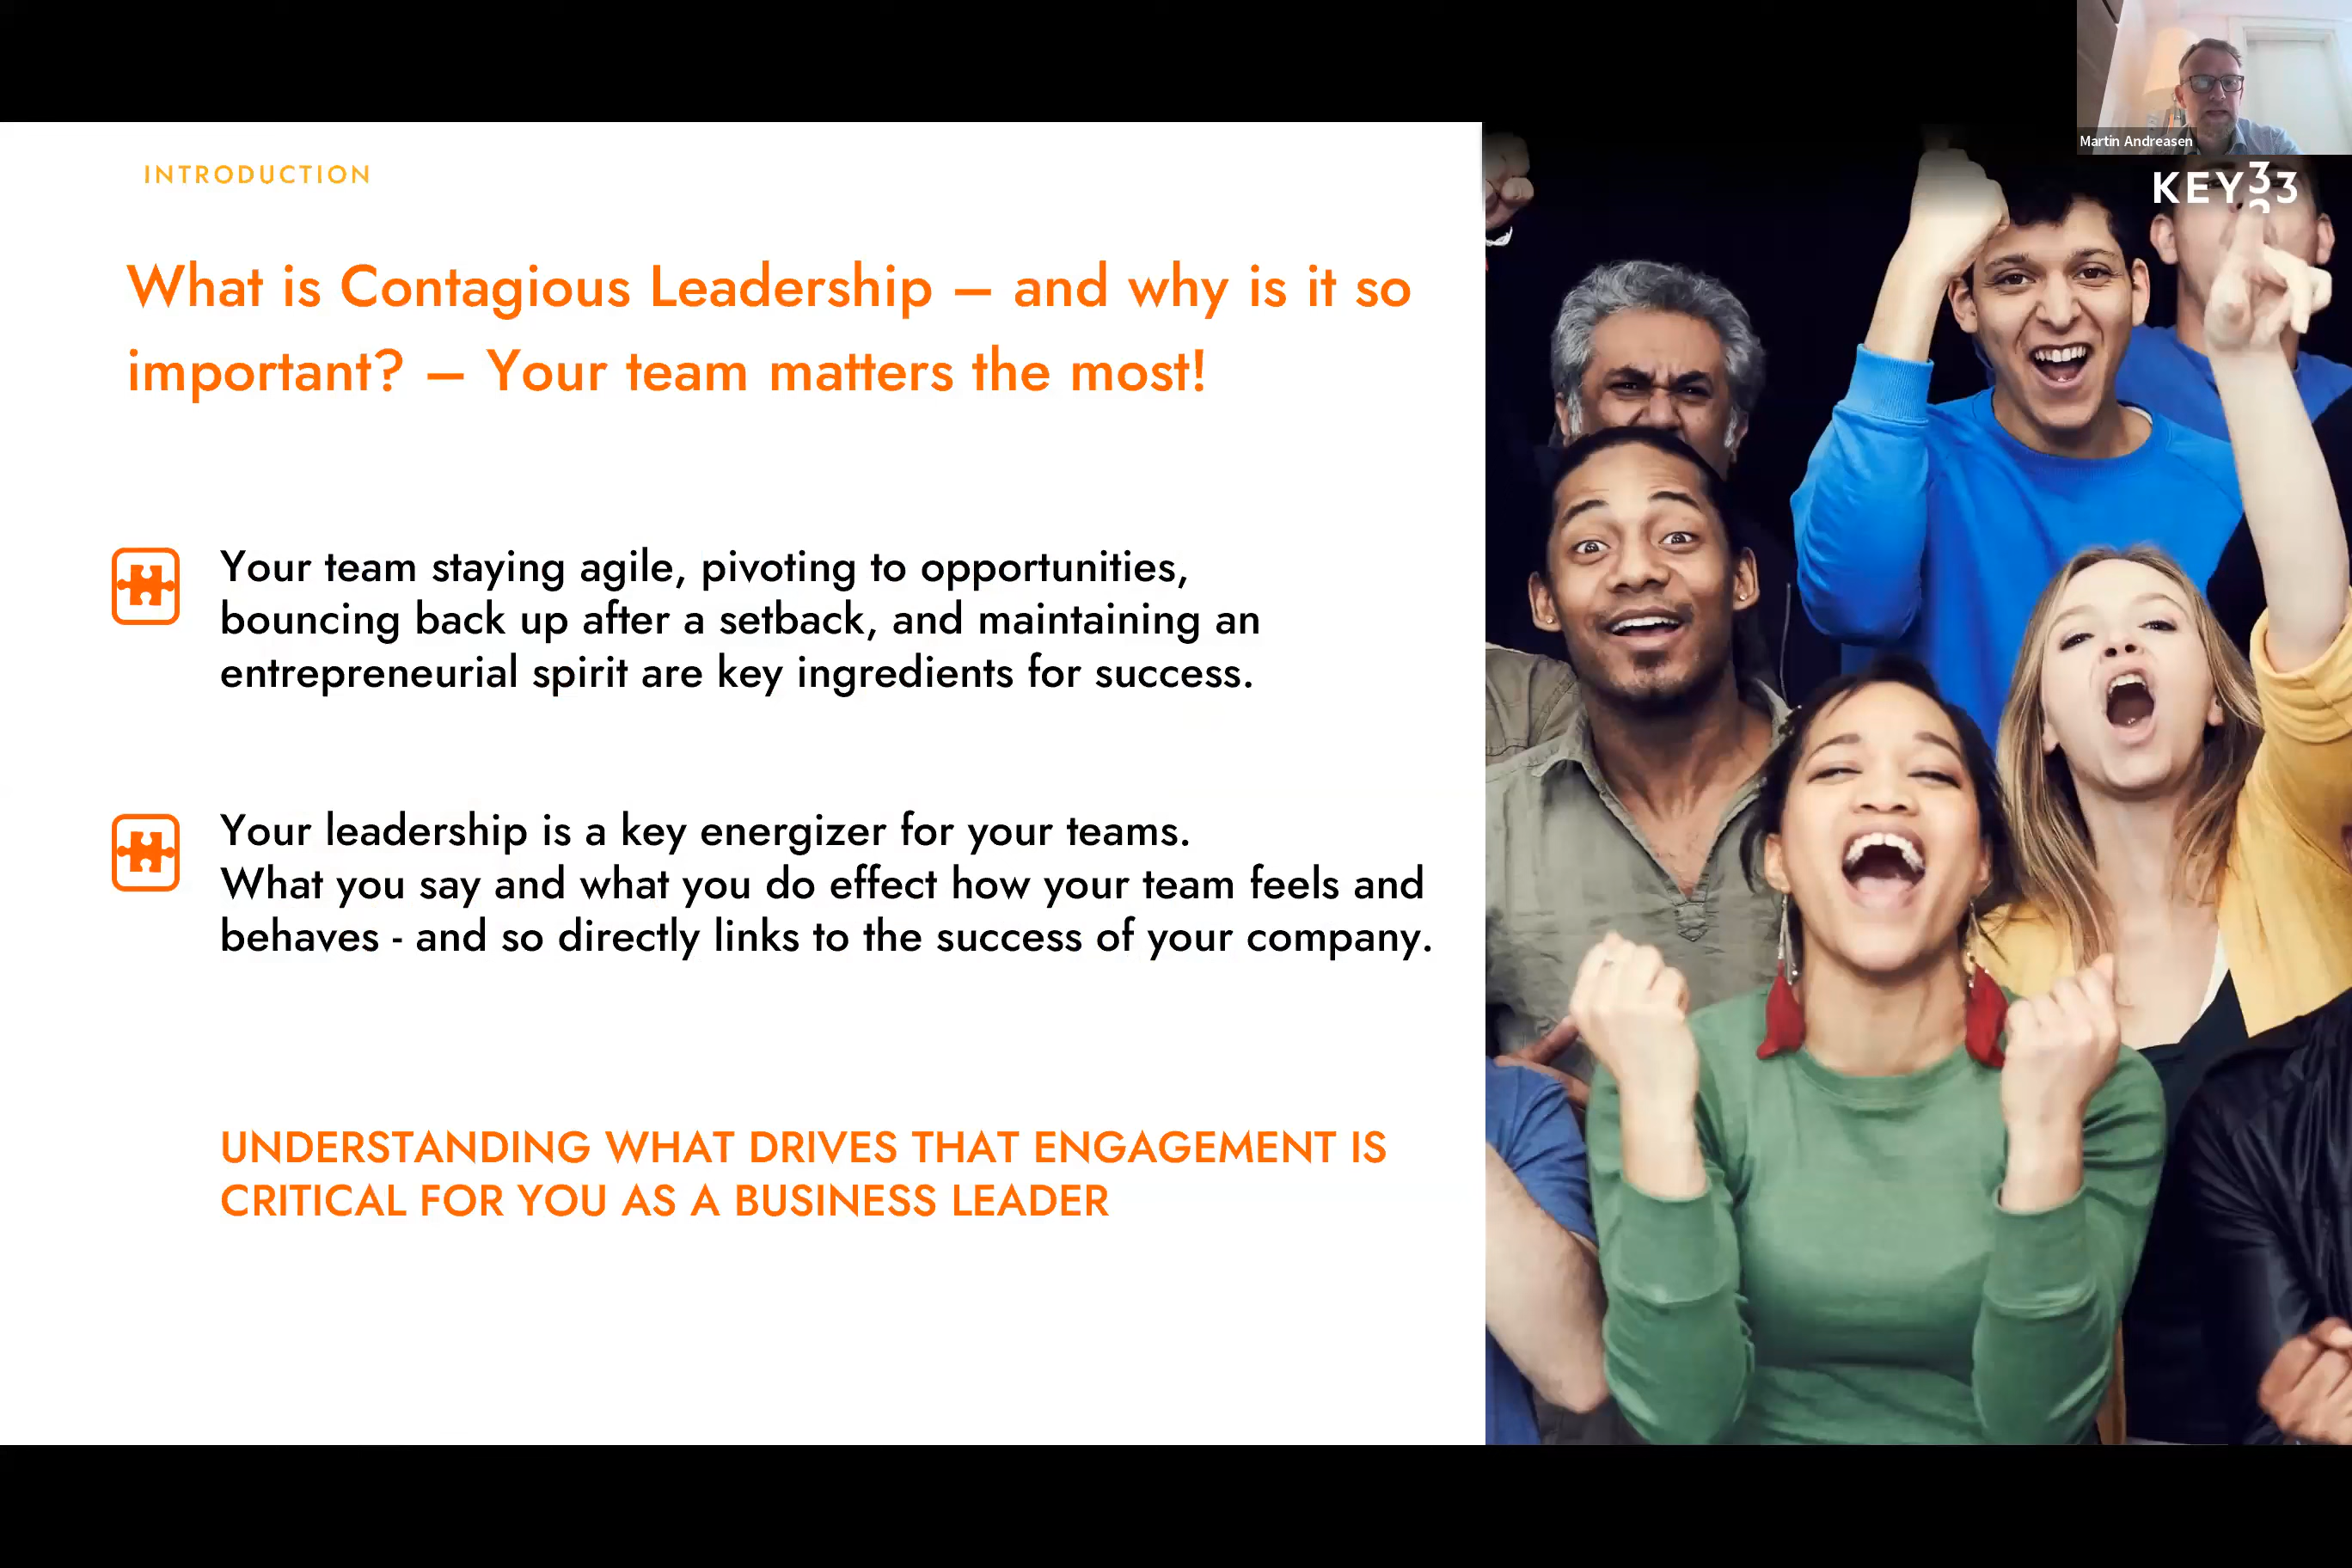 Martin Andreasen
KEY33
INTRODUCTION
What is Contagious Leadership – and why is it so
important? – Your team matters the most!
Your team staying agile, pivoting to opportunities,
bouncing back up after a setback, and maintaining an
entrepreneurial spirit are key ingredients for success.
Your leadership is a key energizer for your teams.
What you say and what you do effect how your team feels and
behaves - and so directly links to the success of your company.
UNDERSTANDING WHAT DRIVES THAT ENGAGEMENT IS
CRITICAL FOR YOU AS A BUSINESS LEADER